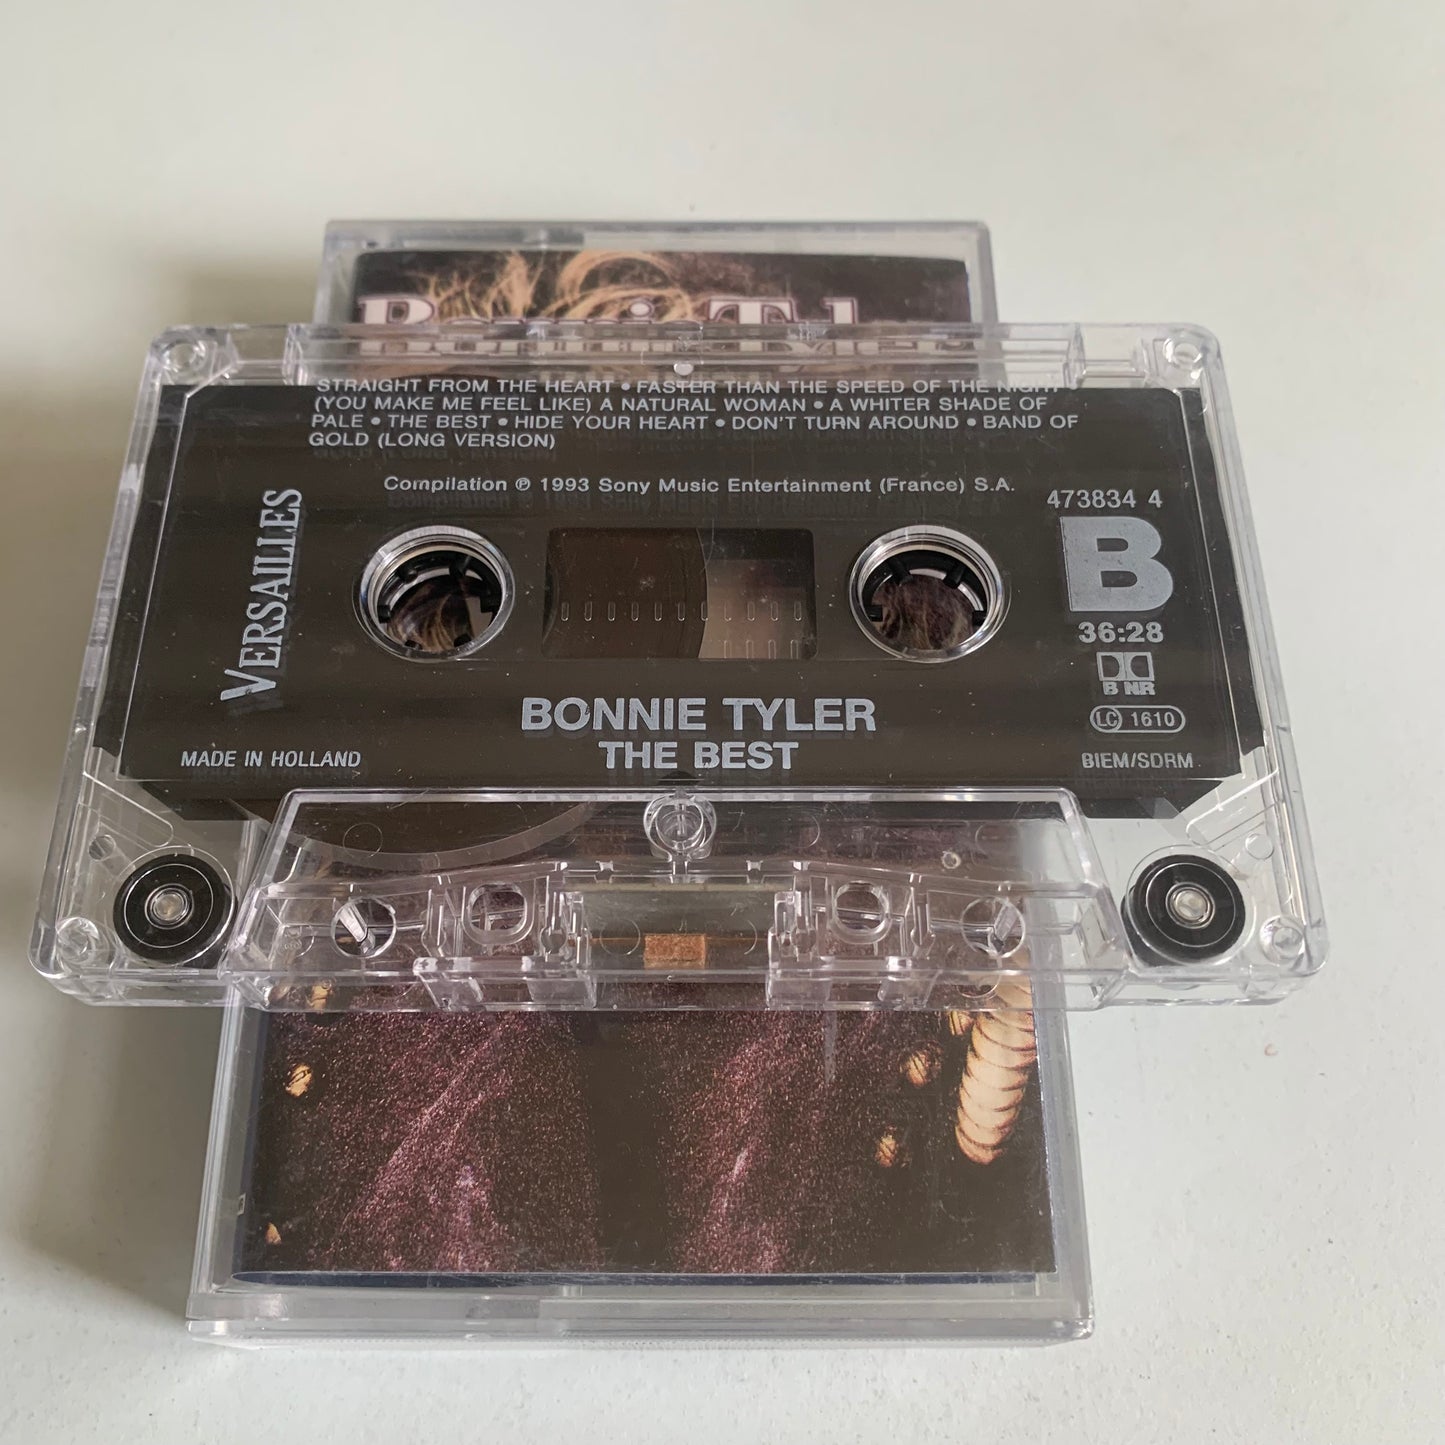 Bonnie Tyler
STRAIGHT FROM THE HEART • FASTER THAN THE SPEED OF THE NIGHT •
(YOU MAKE ME FEEL LIKE) A NATURAL WOMAN • A WHITER SHADE OF
PALE • THE BEST • HIDE YOUR HEART • DON'T TURN AROUND • BAND OF
GOLD (LONG VERSION)
Compilation ℗ 1993 Sony Music Entertainment (France) S.A.
473834 4
B
36:28
B NR
LC 1610
BIEM/SDRM
VERSAILLES
BONNIE TYLER
THE BEST
MADE IN HOLLAND